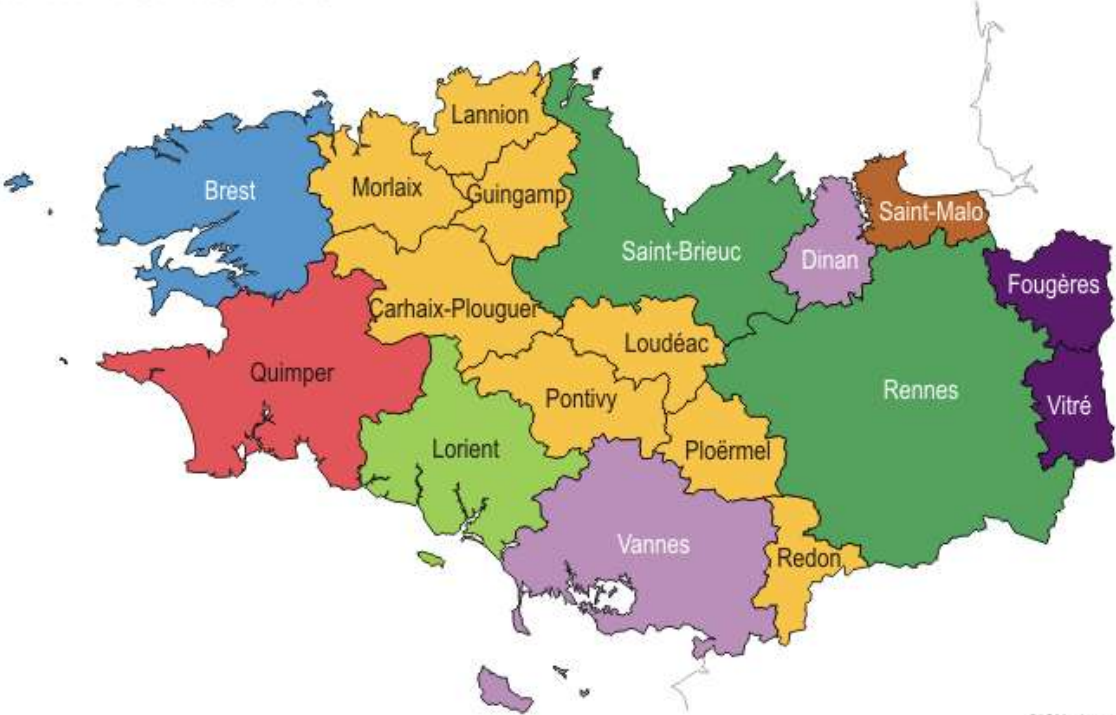 Lannion
Brest
Morlaix
Guingamp
Saint-Malo
Saint-Brieuc
Dinan
Fougères
Carhaix-Plouguer
Loudéac
Quimper
Rennes
Pontivy
Vitré
Lorient
Ploërmel
Vannes
Redon